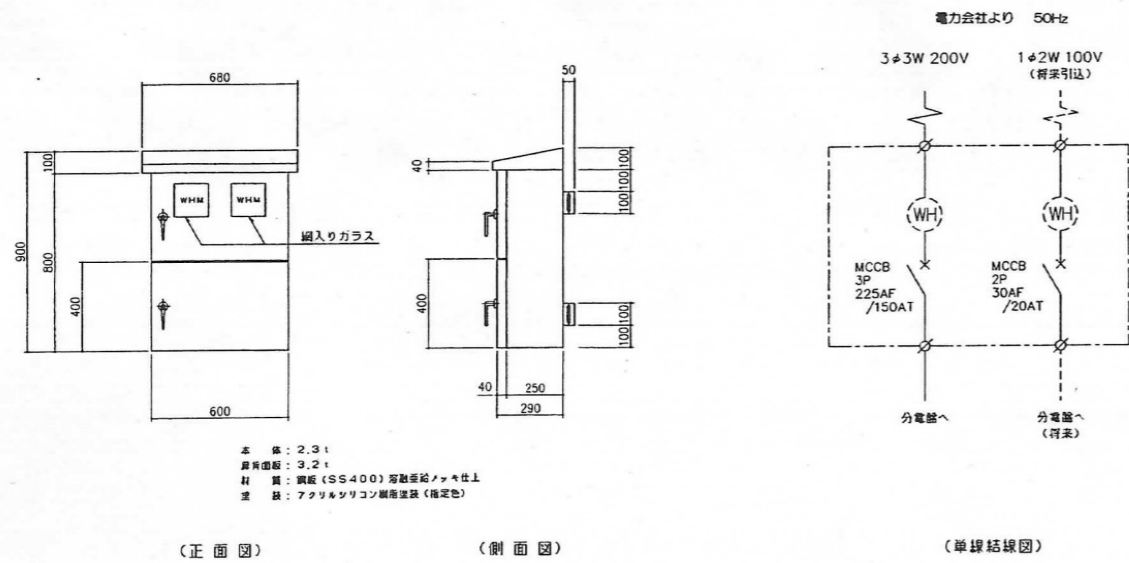 電力会社より 50Hz
3φ3W 200V
1φ2W 100V
(将来引込)
680
100
900
800
400
600
WHM
WHM
網入りガラス
50
40
100
100
100
400
100
100
40
250
290
WH
WH
MCCB
3P
225AF
/150AT
MCCB
2P
30AF
/20AT
分電盤へ
分電盤へ
(将来)
本 体 : 2.3t
扉両面板 : 3.2t
材 質 : 鋼板 (SS400) 溶融亜鉛メッキ仕上
塗 装 : アクリルシリコン樹脂塗装 (指定色)
(正面図)
(側面図)
(単線結線図)